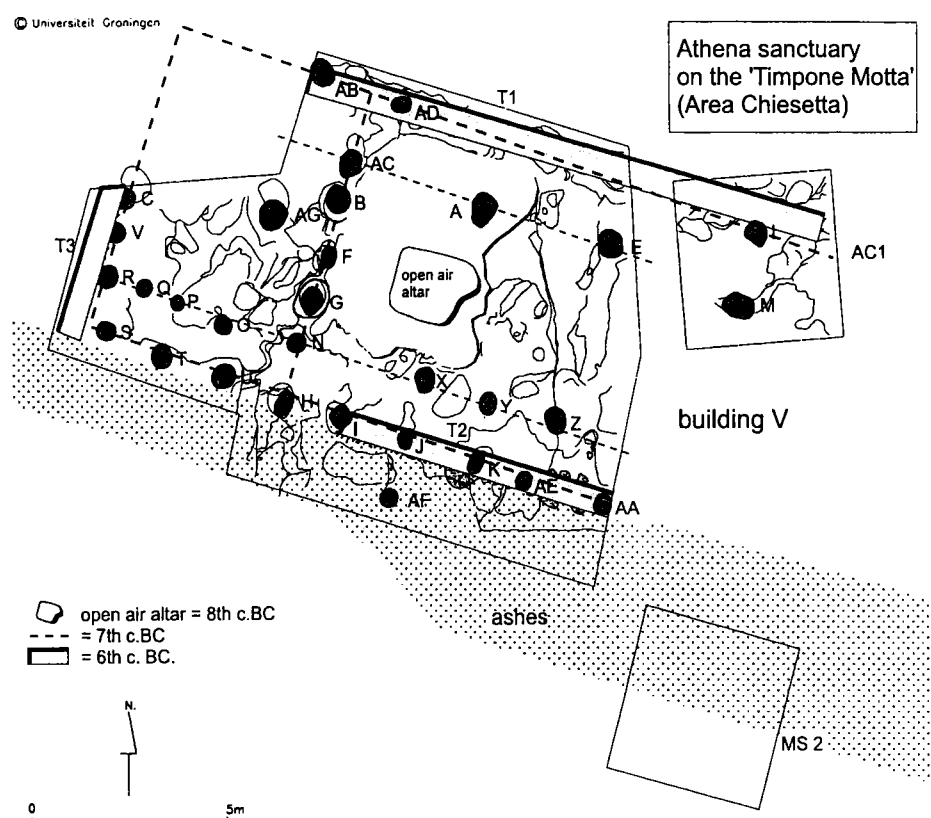 © Universiteit Groningen
Athena sanctuary
on the 'Timpone Motta'
(Area Chiesetta)
T1
AB
AD
AC
C
AG
B
A
V
T3
F
E
L
AC1
R
Q
P
open air
altar
G
M
O
S
N
T
U
X
H
Y
building V
I
T2
Z
J
K
AE
AF
AA
open air altar = 8th c.BC
= 7th c.BC
= 6th c. BC.
ashes
N.
MS 2
0 5m